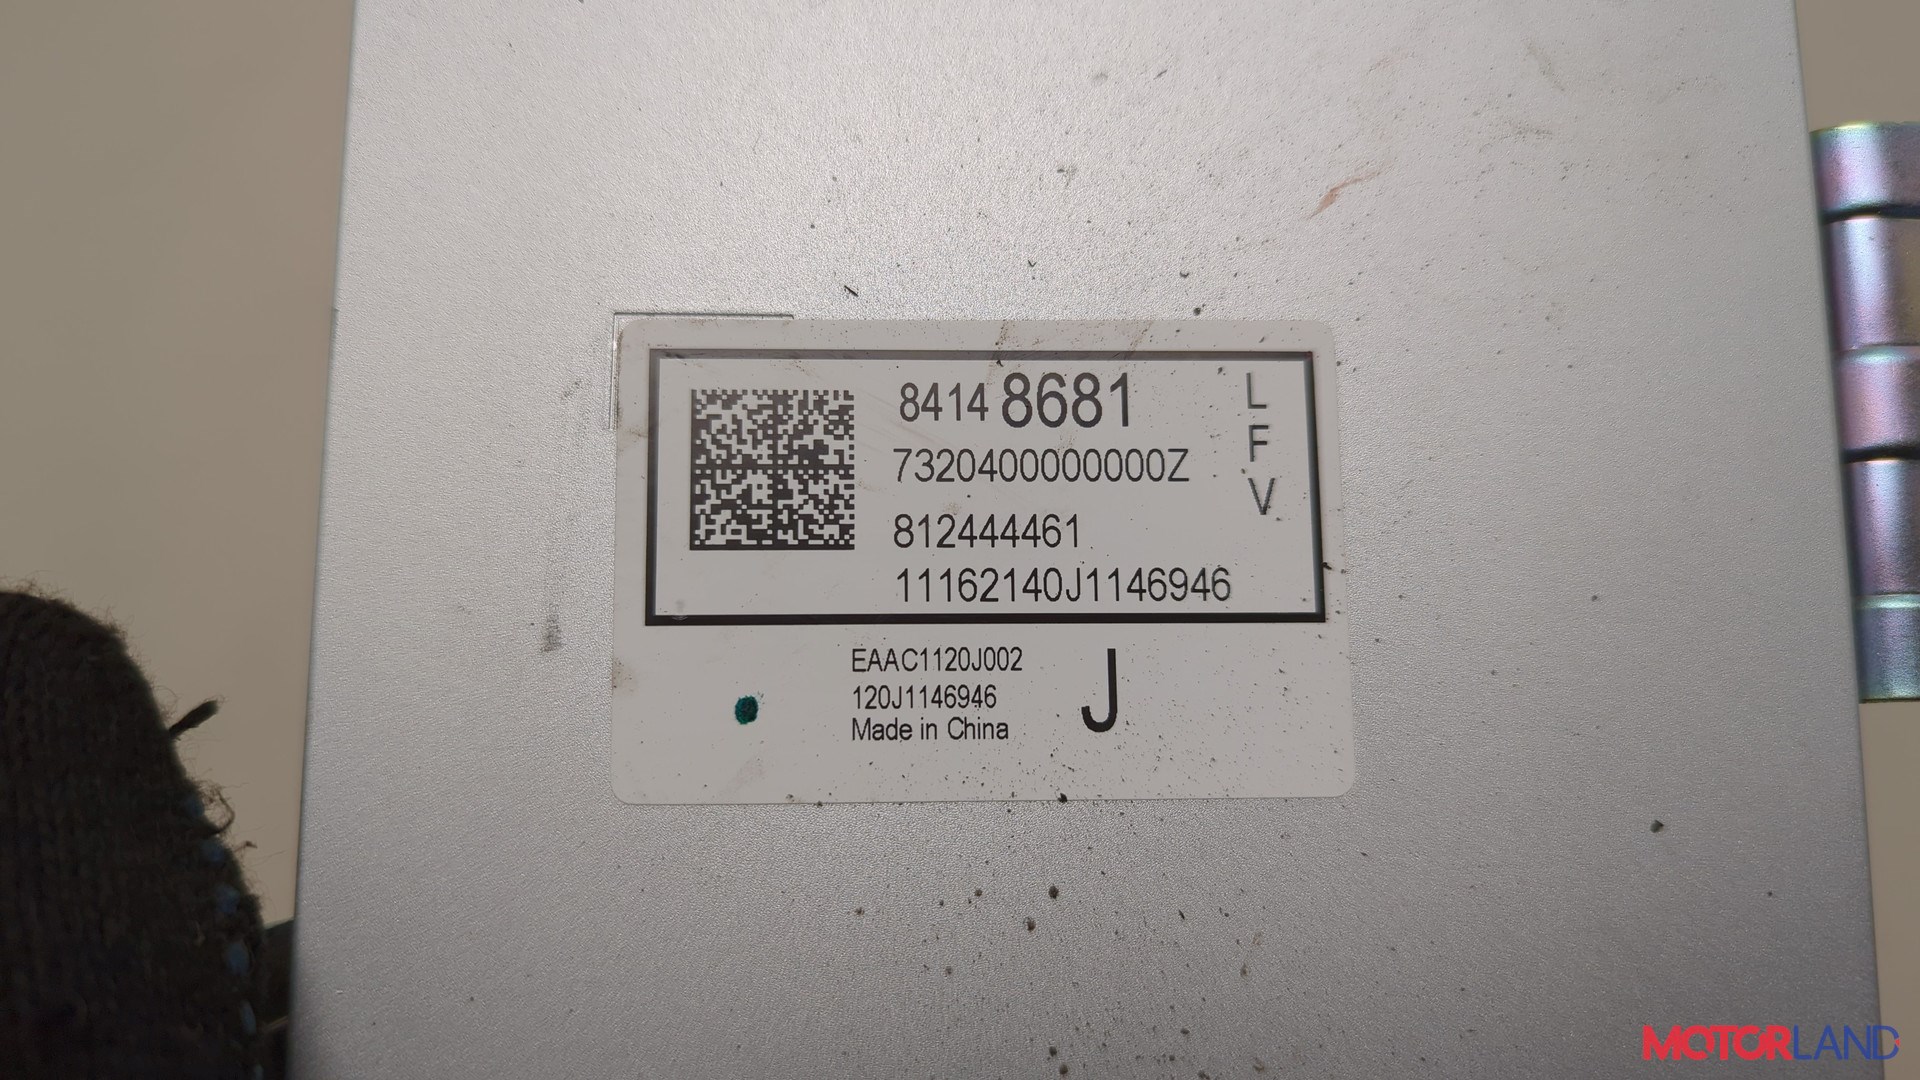 8414 8681
7320400000000Z
812444461
11162140J1146946
L
F
V
EAAC1120J002
120J1146946
Made in China
J
MOTORLAND